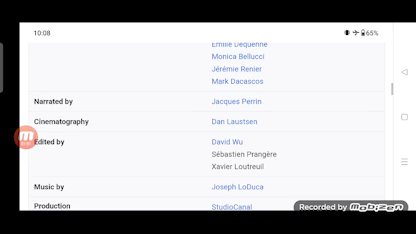 10:08
65%
Emilie Dequenne
Monica Bellucci
Jérémie Renier
Mark Dacascos
Narrated by Jacques Perrin
Cinematography Dan Laustsen
Edited by David Wu
Sébastien Prangère
Xavier Loutreuil
Music by Joseph LoDuca
Production StudioCanal
Recorded by Mobizen